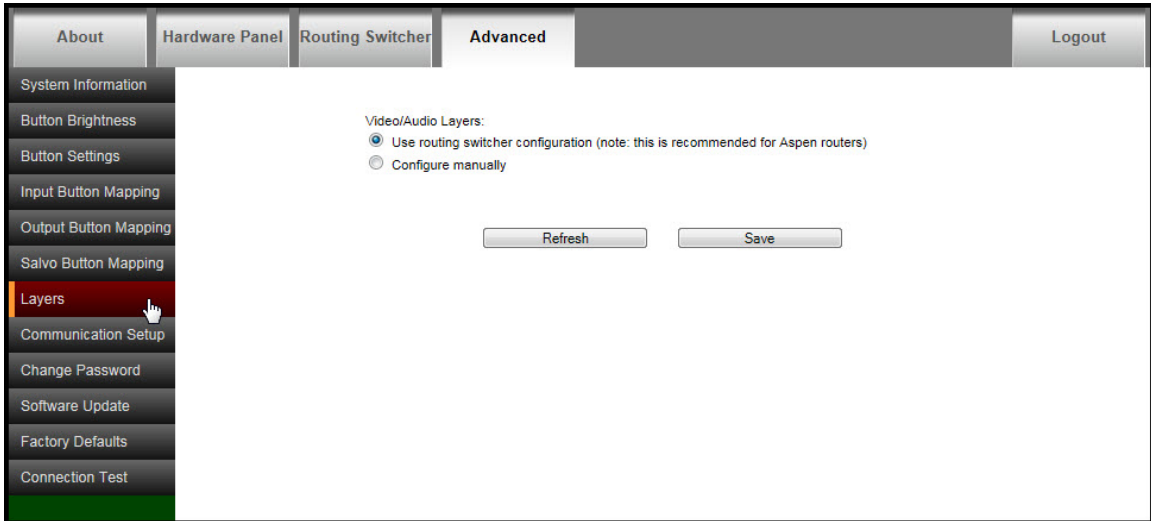 About
Hardware Panel
Routing Switcher
Advanced
Logout
System Information
Button Brightness
Button Settings
Input Button Mapping
Output Button Mapping
Salvo Button Mapping
Layers
Communication Setup
Change Password
Software Update
Factory Defaults
Connection Test
Video/Audio Layers:
Use routing switcher configuration (note: this is recommended for Aspen routers)
Configure manually
Refresh
Save